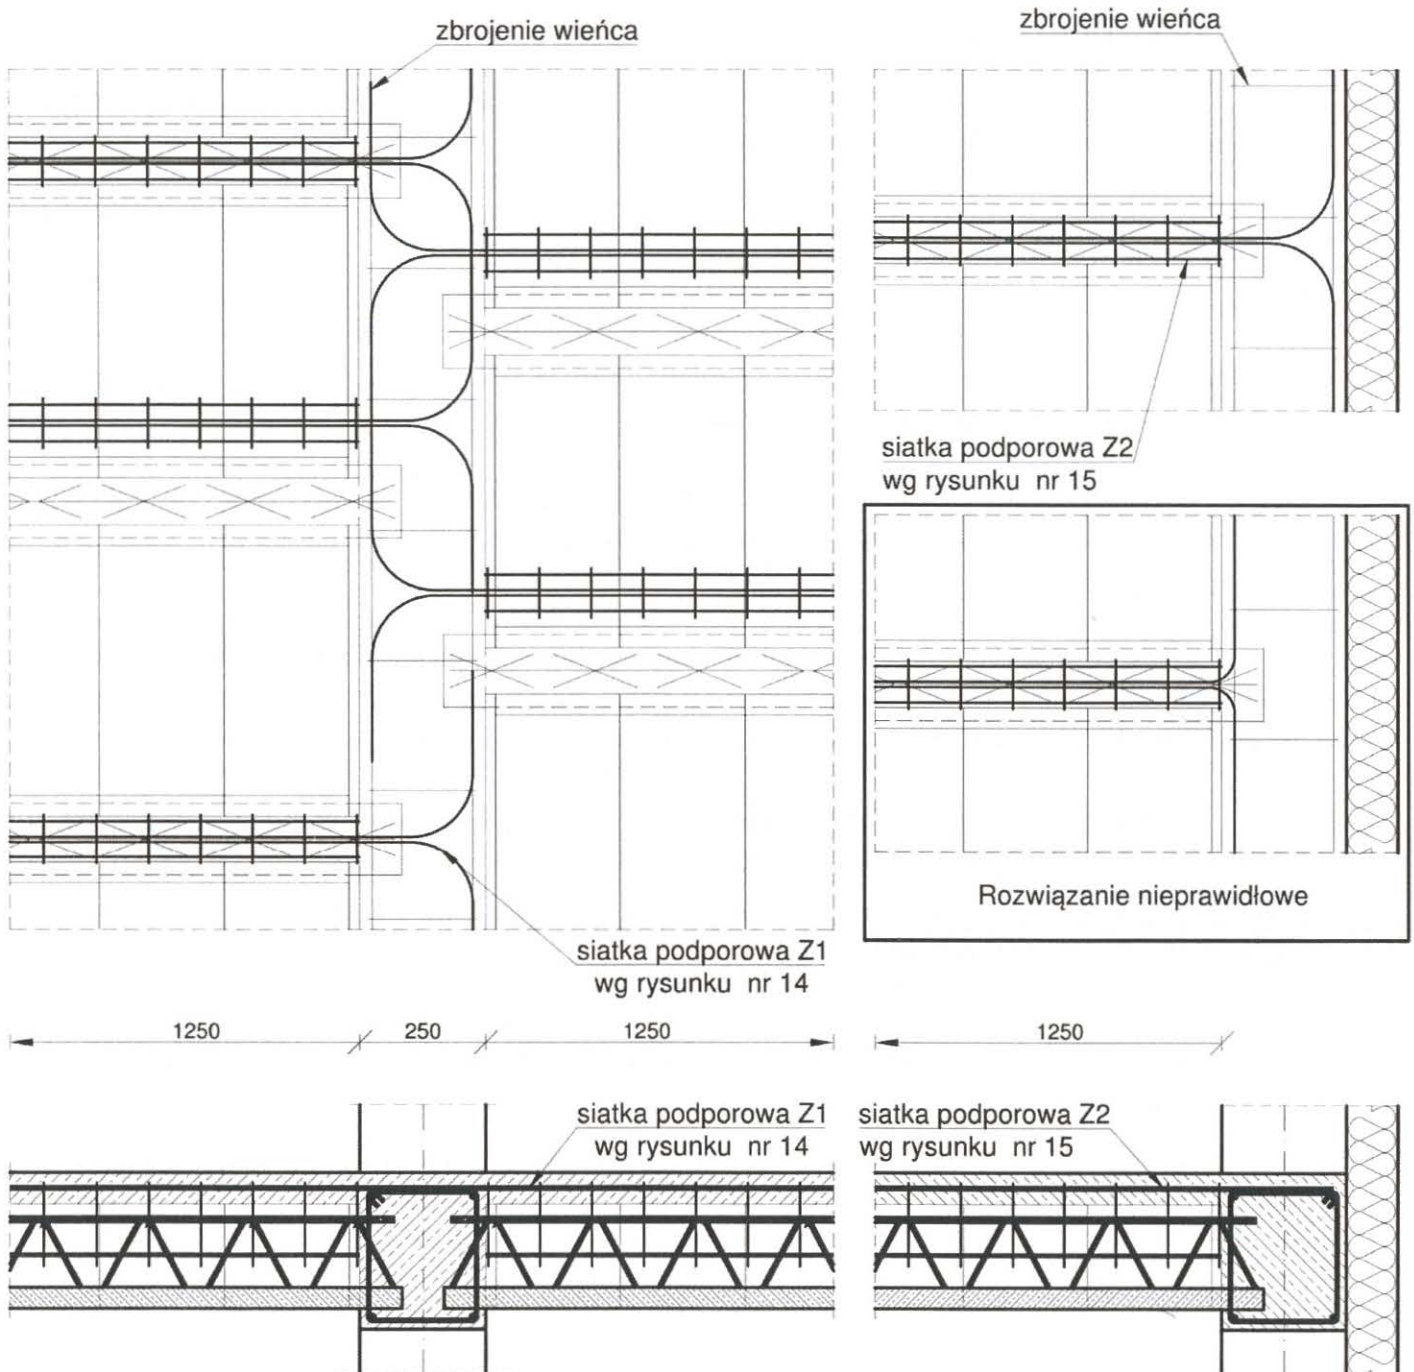 zbrojenie wieńca
zbrojenie wieńca
siatka podporowa Z2
wg rysunku nr 15
Rozwiązanie nieprawidłowe
siatka podporowa Z1
wg rysunku nr 14
1250
250
1250
1250
siatka podporowa Z1
wg rysunku nr 14
siatka podporowa Z2
wg rysunku nr 15